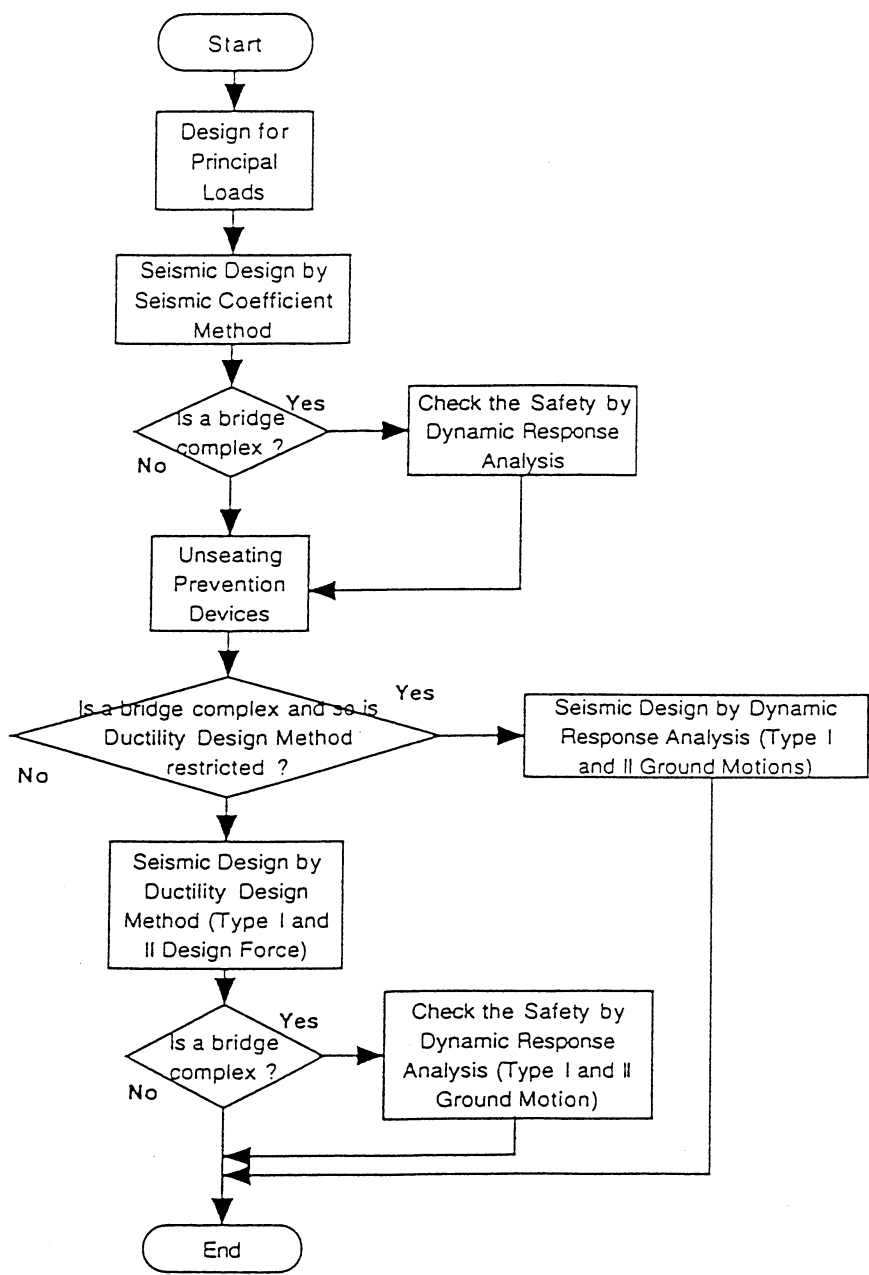 Start
Design for
Principal
Loads
Seismic Design by
Seismic Coefficient
Method
Yes
Is a bridge
complex ?
No
Check the Safety by
Dynamic Response
Analysis
Unseating
Prevention
Devices
Yes
Is a bridge complex and so is
Ductility Design Method
restricted ?
No
Seismic Design by Dynamic
Response Analysis (Type I
and II Ground Motions)
Seismic Design by
Ductility Design
Method (Type I and
II Design Force)
Yes
Is a bridge
complex ?
No
Check the Safety by
Dynamic Response
Analysis (Type I and II
Ground Motion)
End